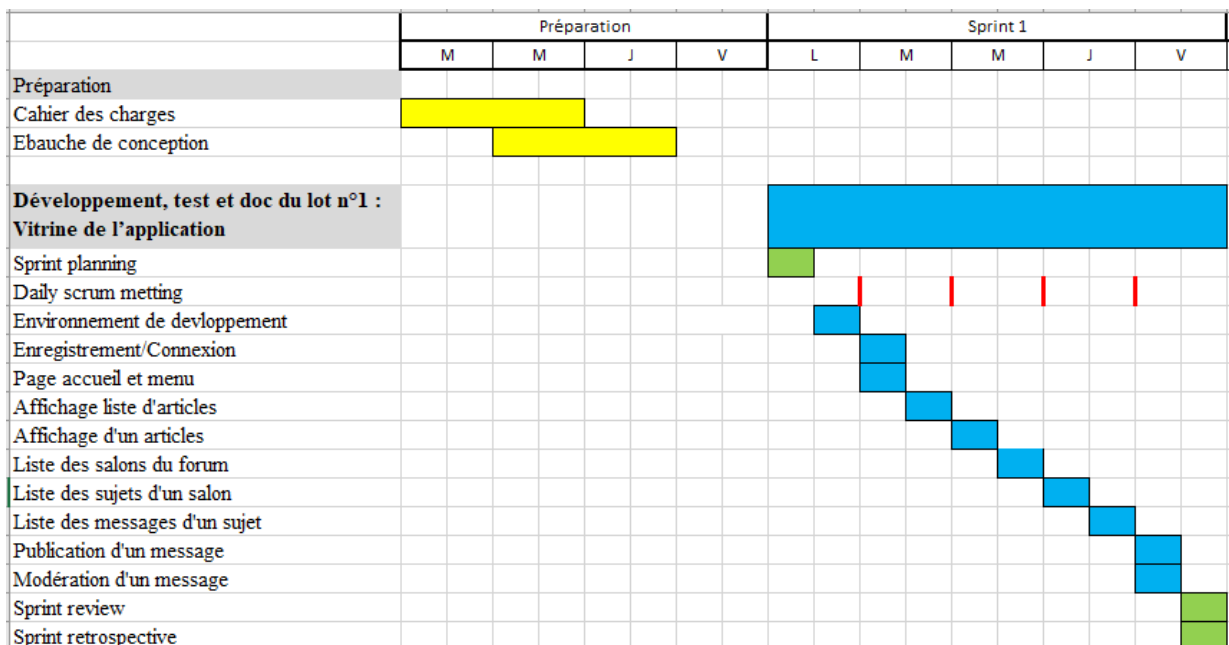 Préparation Sprint 1
M M J V L M M J V
Préparation
Cahier des charges
Ebauche de conception
Développement, test et doc du lot n°1 :
Vitrine de l'application
Sprint planning
Daily scrum metting
Environnement de devloppement
Enregistrement/Connexion
Page accueil et menu
Affichage liste d'articles
Affichage d'un articles
Liste des salons du forum
Liste des sujets d'un salon
Liste des messages d'un sujet
Publication d'un message
Modération d'un message
Sprint review
Sprint retrospective